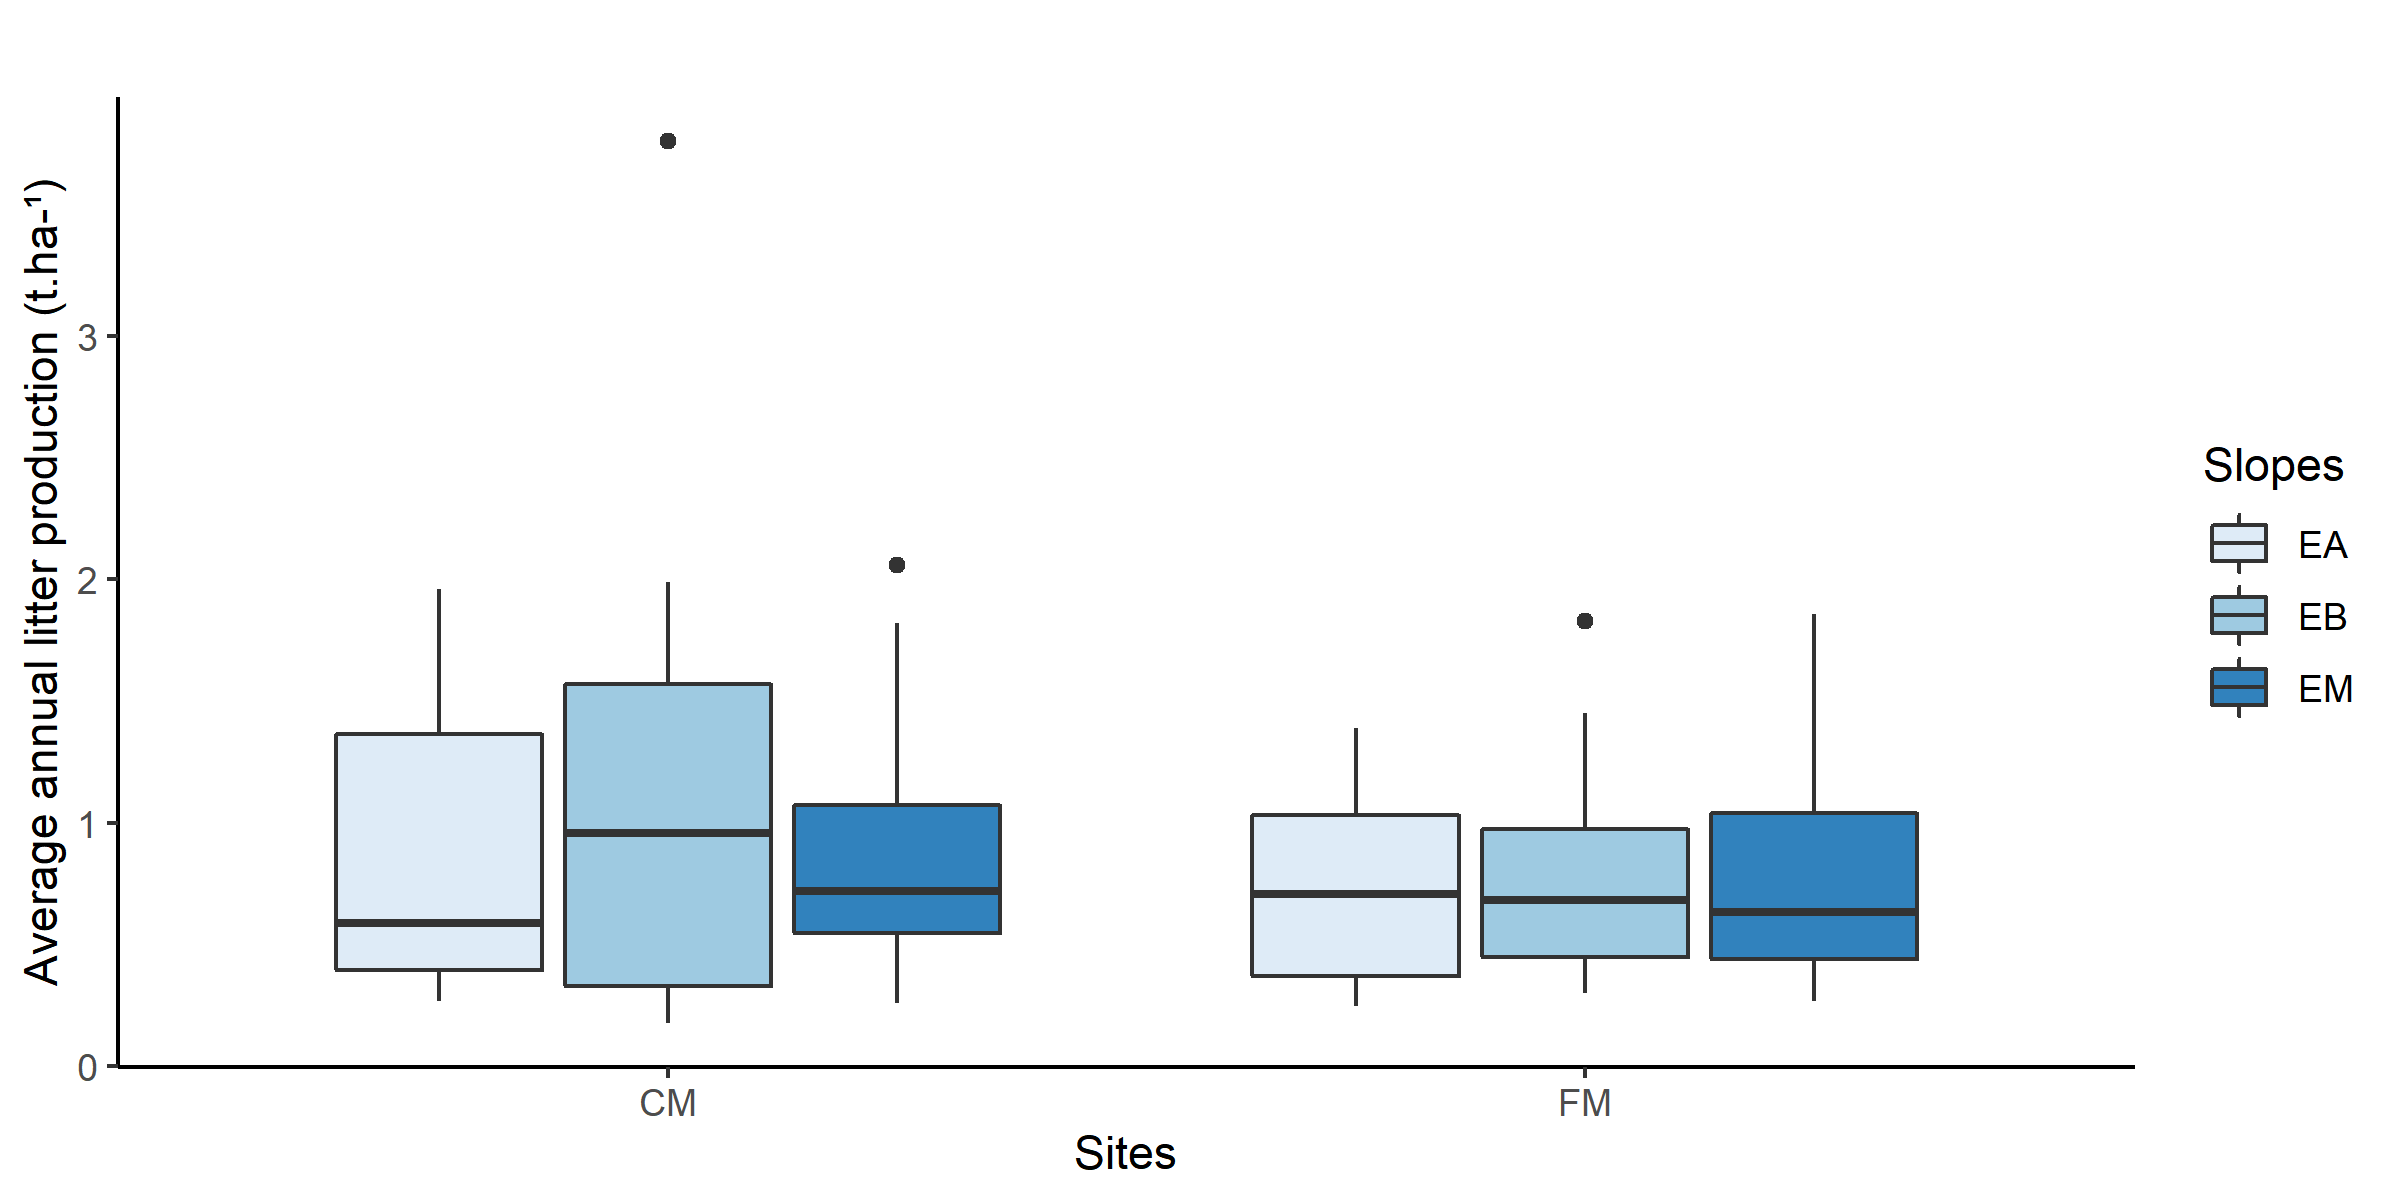 Average annual litter production (t.ha-¹)
3
2
1
0
CM
FM
Sites
Slopes
EA
EB
EM